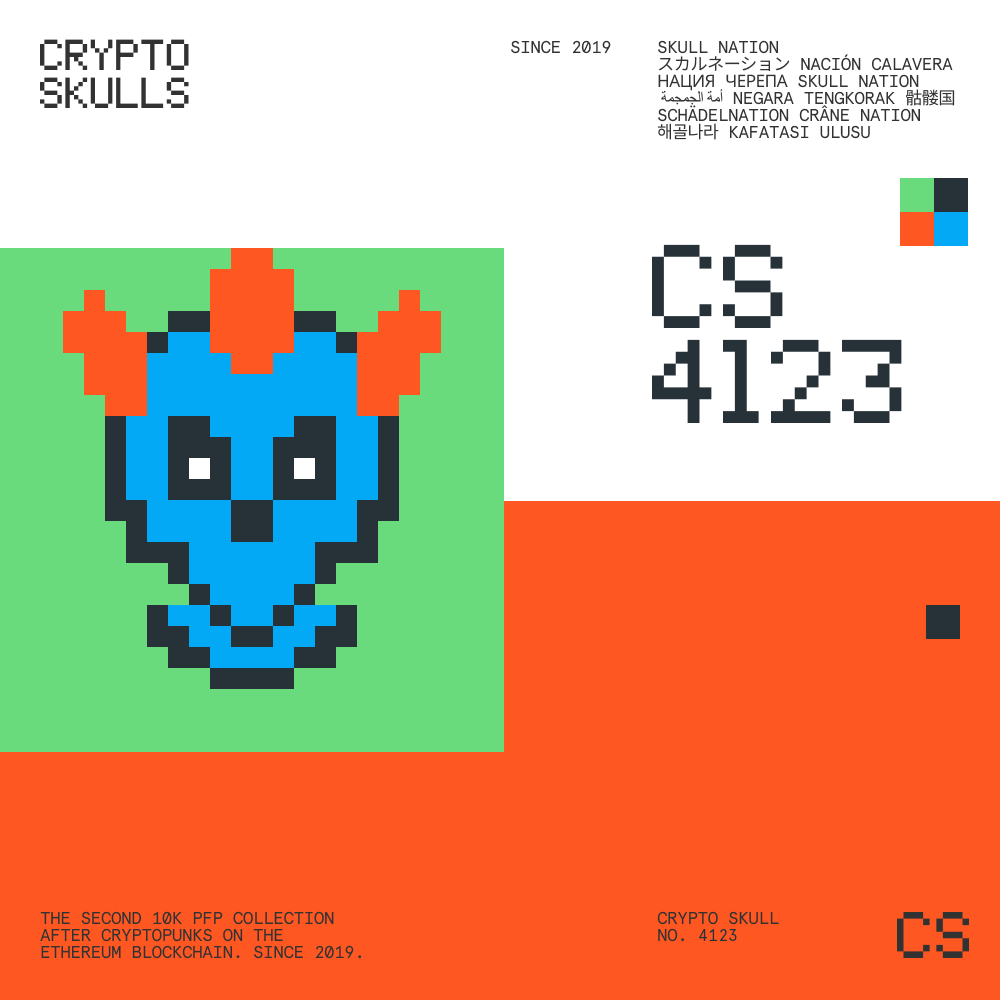 CRYPTO
SKULLS
SINCE 2019
SKULL NATION
スカルネーション NACIÓN CALAVERA
НАЦИЯ ЧЕРЕПА SKULL NATION
أمة الجمجمة NEGARA TENGKORAK 骷髅国
SCHÄDELNATION CRÂNE NATION
해골나라 KAFATASI ULUSU
CS
4123
THE SECOND 10K PFP COLLECTION
AFTER CRYPTOPUNKS ON THE
ETHEREUM BLOCKCHAIN. SINCE 2019.
CRYPTO SKULL
NO. 4123
CS